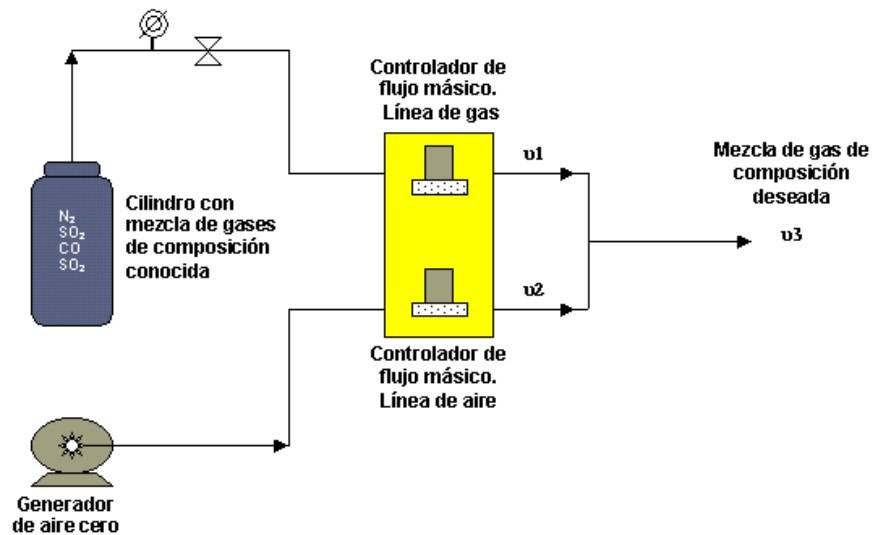 Controlador de
flujo másico.
Línea de gas
υ1
Mezcla de gas de
composición
deseada
υ3
N₂
SO₂
CO
SO₂
Cilindro con
mezcla de gases
de composición
conocida
υ2
Controlador de
flujo másico.
Línea de aire
Generador
de aire cero